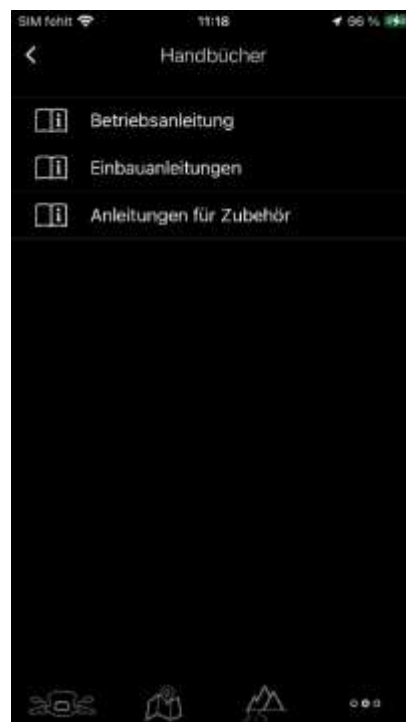 SIM fehlt 11:18 96 %
Handbücher
Betriebsanleitung
Einbauanleitungen
Anleitungen für Zubehör